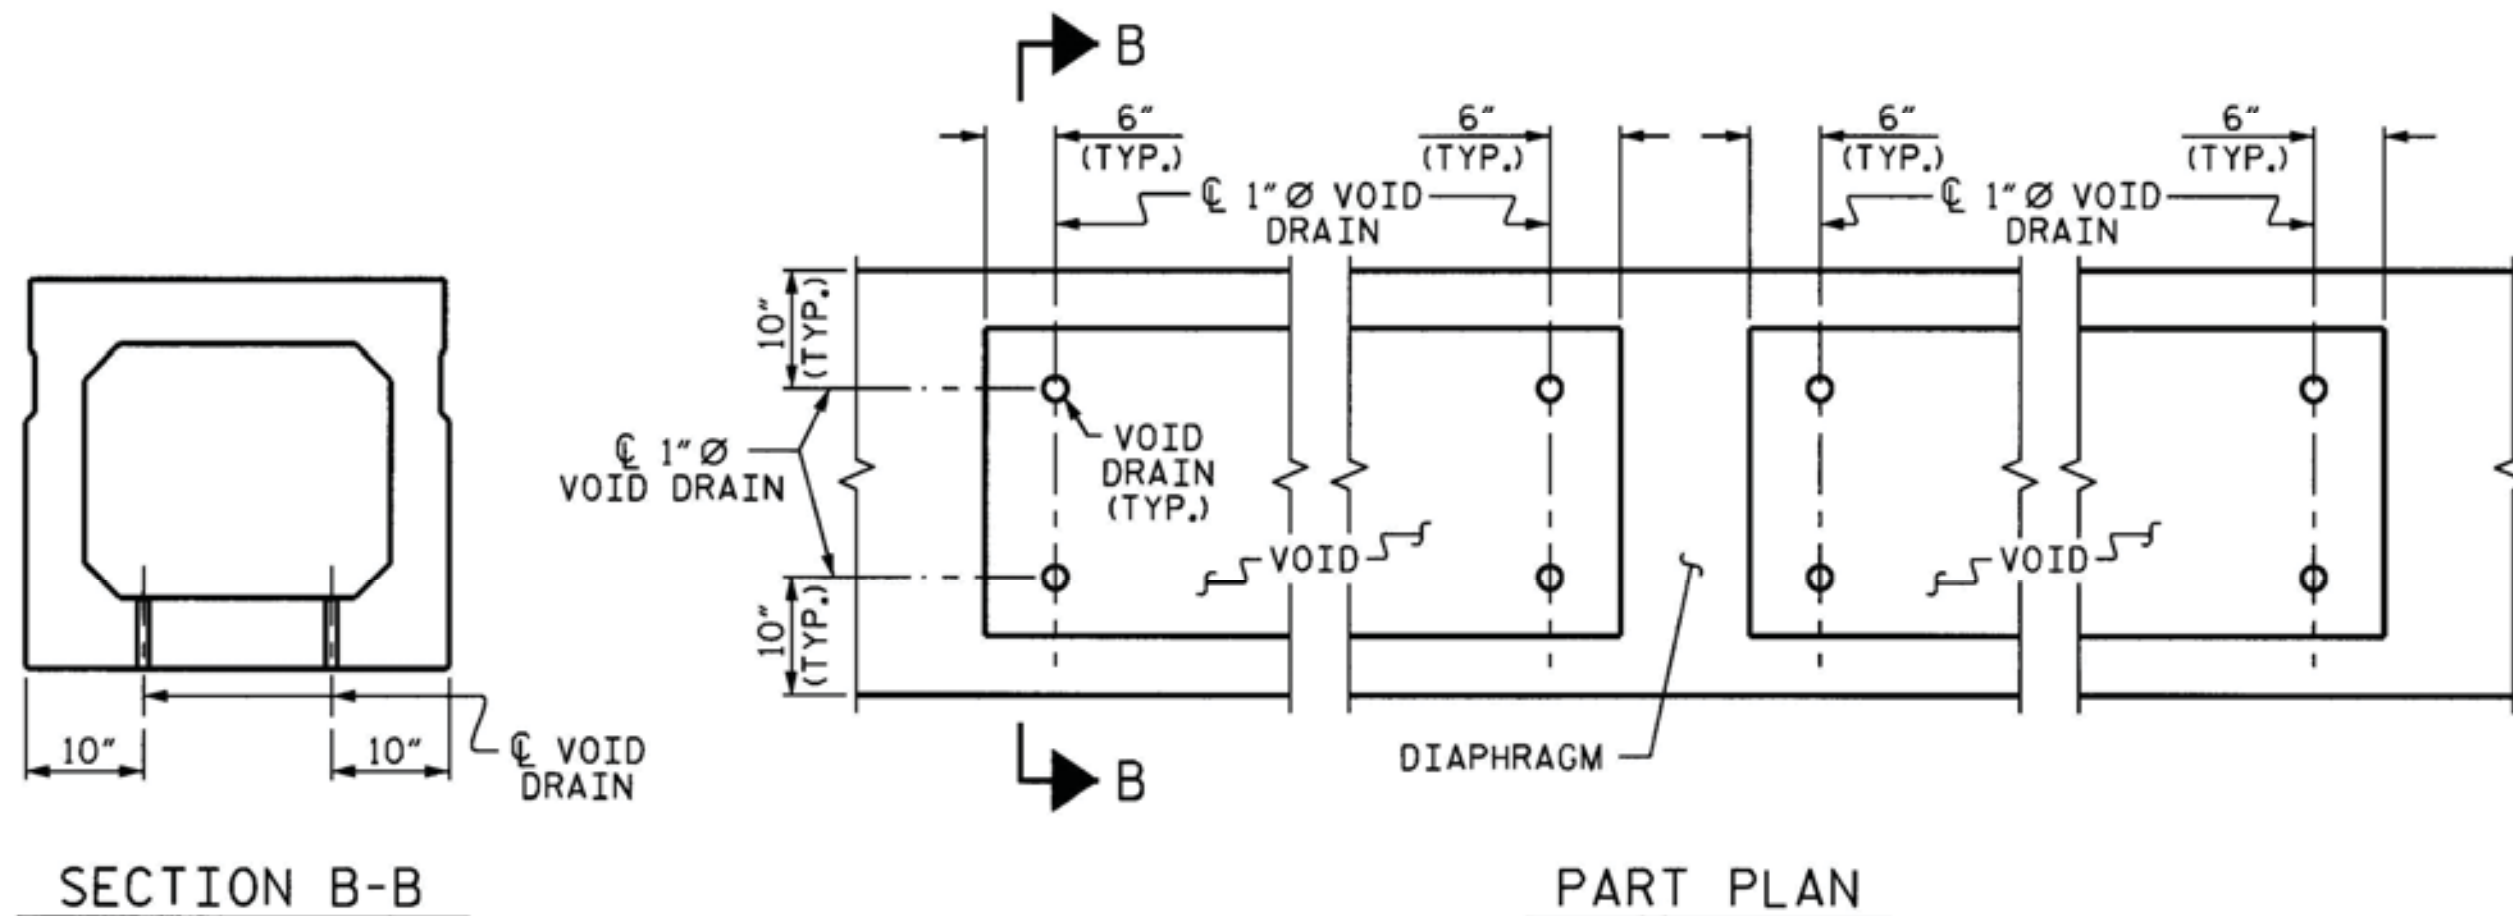 B
6"
(TYP.)
6"
(TYP.)
6"
(TYP.)
6"
(TYP.)
℄ 1"Ø VOID
DRAIN
℄ 1"Ø VOID
DRAIN
10"
(TYP.)
℄ 1"Ø
VOID DRAIN
VOID
DRAIN
(TYP.)
VOID
VOID
10"
(TYP.)
10"
10"
℄ VOID
DRAIN
DIAPHRAGM
B
SECTION B-B
PART PLAN